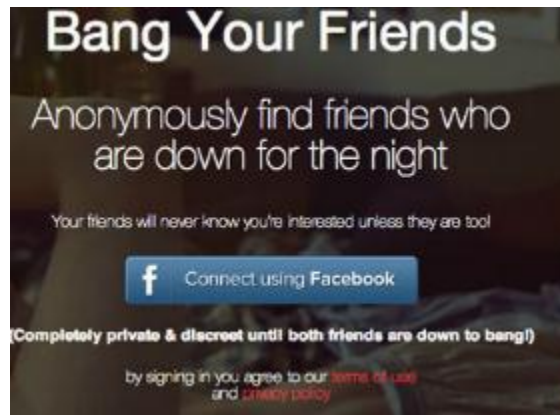 Bang Your Friends
Anonymously find friends who
are down for the night
Your friends will never know you're interested unless they are too!
f Connect using Facebook
(Completely private & discreet until both friends are down to bang!)
by signing in you agree to our terms of use
and privacy policy